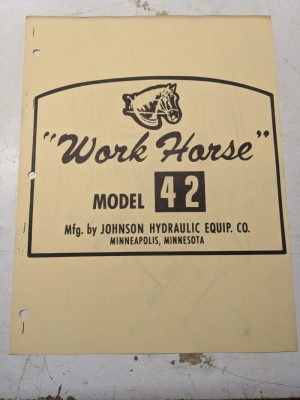 "Work Horse"
MODEL 42
Mfg. by JOHNSON HYDRAULIC EQUIP. CO.
MINNEAPOLIS, MINNESOTA